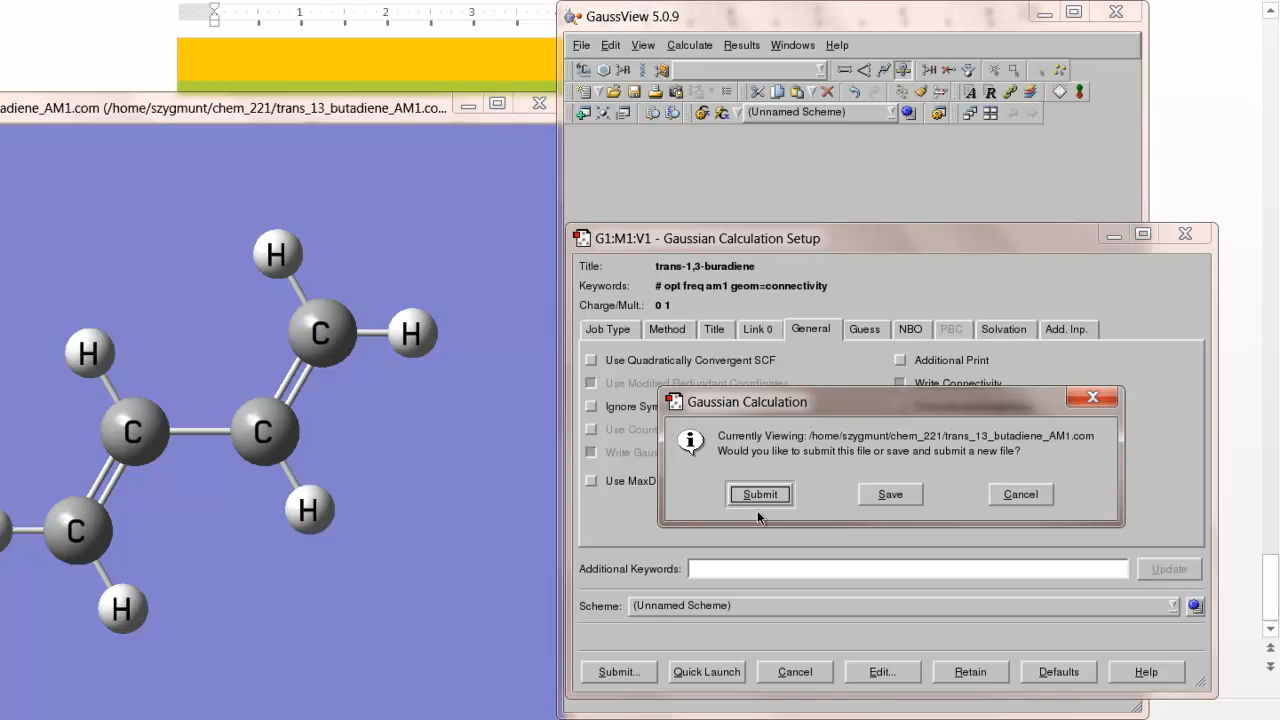 1 2 3
GaussView 5.0.9
File Edit View Calculate Results Windows Help
(Unnamed Scheme)
adiene_AM1.com (/home/szygmunt/chem_221/trans_13_butadiene_AM1.co...
H
C
H
H
C
C
H
C
H
G1:M1:V1 - Gaussian Calculation Setup
Title: trans-1,3-buradiene
Keywords: # opt freq am1 geom=connectivity
Charge/Mult.: 0 1
Job Type Method Title Link 0 General Guess NBO PBC Solvation Add. Inp.
Use Quadratically Convergent SCF Additional Print
Use Modified Redundant Coordinates Write Connectivity
Ignore Sym
Use Count
Write Gau
Use MaxD
Gaussian Calculation
Currently Viewing: /home/szygmunt/chem_221/trans_13_butadiene_AM1.com
Would you like to submit this file or save and submit a new file?
Submit Save Cancel
Additional Keywords: Update
Scheme: (Unnamed Scheme)
Submit... Quick Launch Cancel Edit... Retain Defaults Help